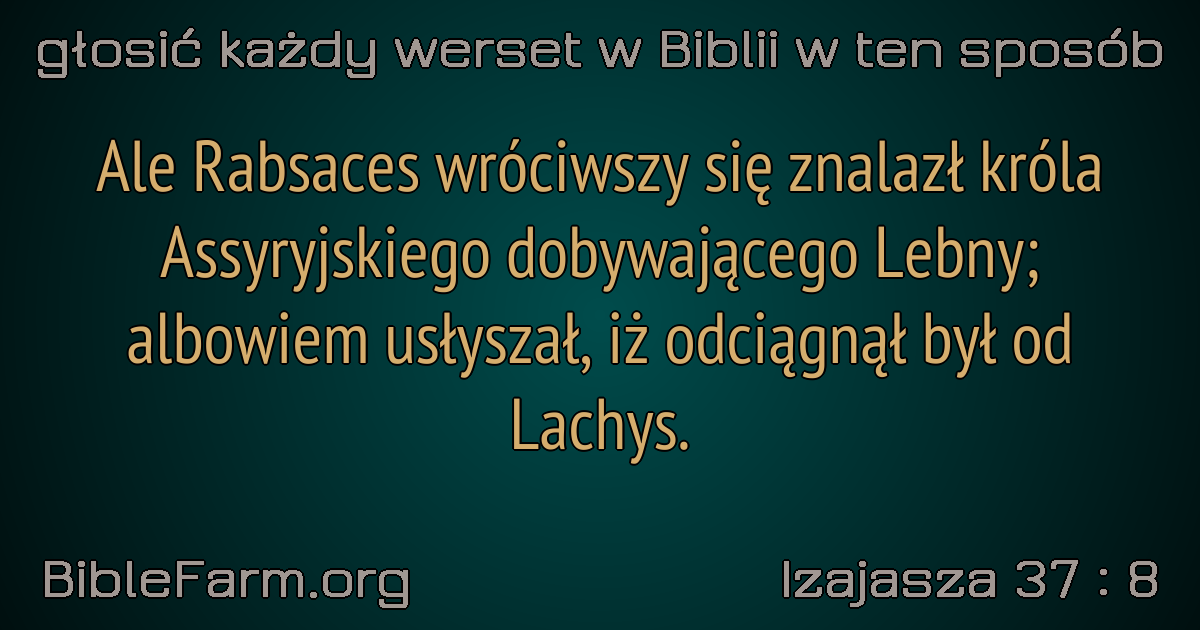 głosić każdy werset w Biblii w ten sposób
Ale Rabsaces wróciwszy się znalazł króla
Assyryjskiego dobywającego Lebny;
albowiem usłyszał, iż odciągnął był od
Lachys.
BibleFarm.org
Izajasza 37 : 8